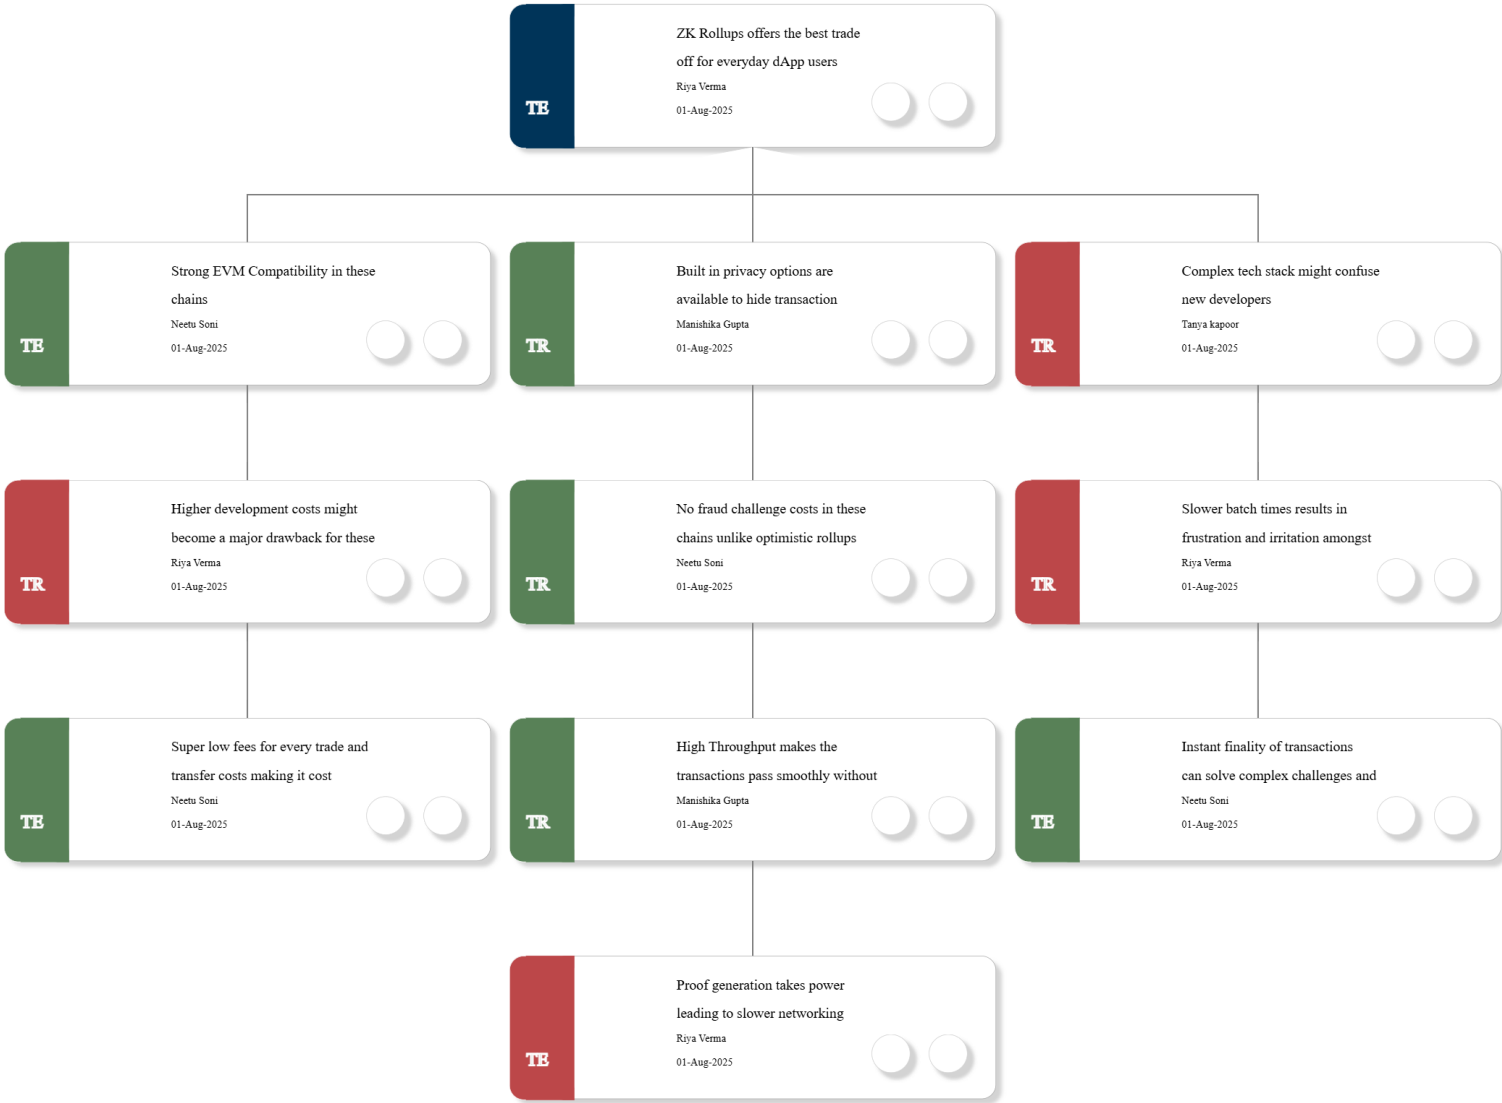 ZK Rollups offers the best trade
off for everyday dApp users
Riya Verma
01-Aug-2025
TE
Strong EVM Compatibility in these
chains
Neetu Soni
01-Aug-2025
TE
Built in privacy options are
available to hide transaction
Manishika Gupta
01-Aug-2025
TR
Complex tech stack might confuse
new developers
Tanya kapoor
01-Aug-2025
TR
Higher development costs might
become a major drawback for these
Riya Verma
01-Aug-2025
TR
No fraud challenge costs in these
chains unlike optimistic rollups
Neetu Soni
01-Aug-2025
TR
Slower batch times results in
frustration and irritation amongst
Riya Verma
01-Aug-2025
TR
Super low fees for every trade and
transfer costs making it cost
Neetu Soni
01-Aug-2025
TE
High Throughput makes the
transactions pass smoothly without
Manishika Gupta
01-Aug-2025
TR
Instant finality of transactions
can solve complex challenges and
Neetu Soni
01-Aug-2025
TE
Proof generation takes power
leading to slower networking
Riya Verma
01-Aug-2025
TE